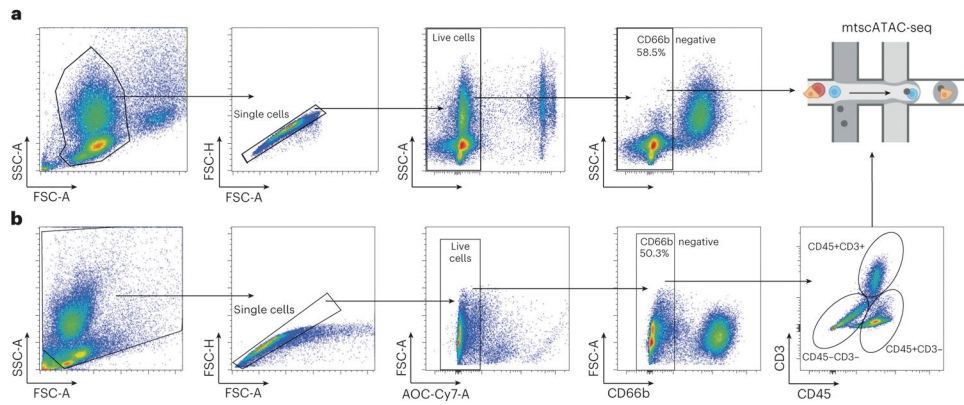 a
mtscATAC-seq
Live cells
CD66b negative
58.5%
Single cells
SSC-A
FSC-A
FSC-H
FSC-A
SSC-A
SSC-A
b
Live
cells
CD66b negative
50.3%
CD45+CD3+
Single cells
CD45–CD3–
CD45+CD3–
SSC-A
FSC-A
FSC-H
FSC-A
FSC-A
AOC-Cy7-A
FSC-A
CD66b
CD3
CD45